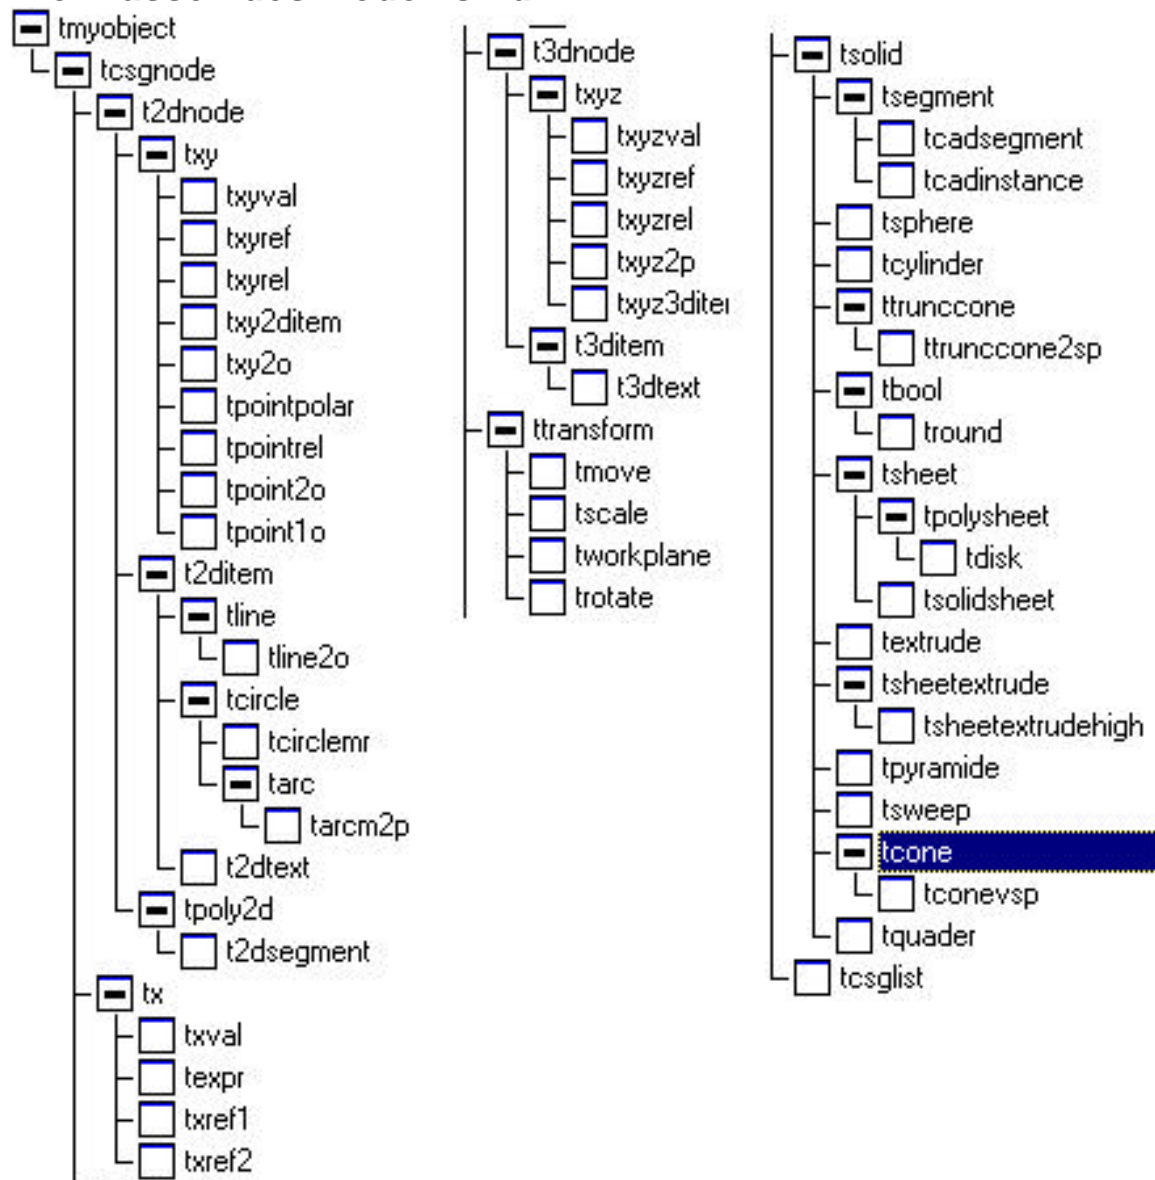 tmyobject
tcsgnode
t2dnode
txy
txyval
txyref
txyrel
txy2ditem
txy2o
tpointpolar
tpointrel
tpoint2o
tpoint1o
t2ditem
tline
tline2o
tcircle
tcirclemr
tarc
tarcm2p
t2dtext
tpoly2d
t2dsegment
tx
txval
texpr
txref1
txref2
t3dnode
txyz
txyzval
txyzref
txyzrel
txyz2p
txyz3diter
t3ditem
t3dtext
ttransform
tmove
tscale
tworkplane
trotate
tsolid
tsegment
tcadsegment
tcadinstance
tsphere
tcylinder
ttrunccone
ttrunccone2sp
tbool
tround
tsheet
tpolysheet
tdisk
tsolidsheet
textrude
tsheetextrude
tsheetextrudehigh
tpyramide
tsweep
tcone
tconevsp
tquader
tcsglist